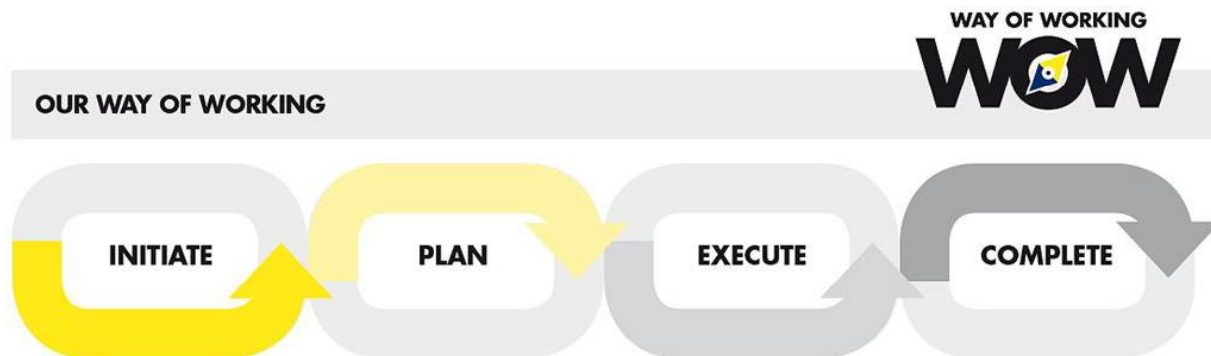 WAY OF WORKING
WOW
OUR WAY OF WORKING
INITIATE
PLAN
EXECUTE
COMPLETE